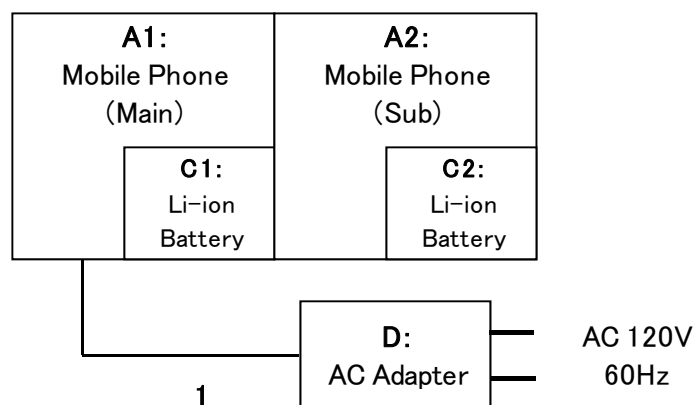 A1:
Mobile Phone
(Main)
A2:
Mobile Phone
(Sub)
C1:
Li-ion
Battery
C2:
Li-ion
Battery
D:
AC Adapter
AC 120V
60Hz
1